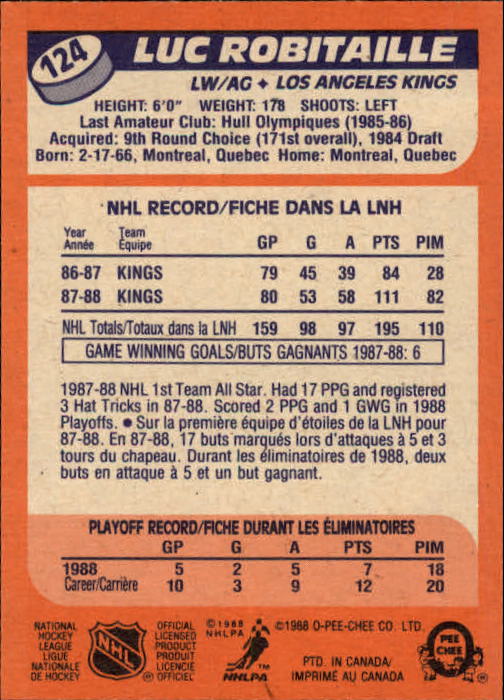 124
LUC ROBITAILLE
LW/AG ♦ LOS ANGELES KINGS
HEIGHT: 6'0" WEIGHT: 178 SHOOTS: LEFT
Last Amateur Club: Hull Olympiques (1985-86)
Acquired: 9th Round Choice (171st overall), 1984 Draft
Born: 2-17-66, Montreal, Quebec Home: Montreal, Quebec
NHL RECORD/FICHE DANS LA LNH
Year Team
Année Équipe GP G A PTS PIM
86-87 KINGS 79 45 39 84 28
87-88 KINGS 80 53 58 111 82
NHL Totals/Totaux dans la LNH 159 98 97 195 110
GAME WINNING GOALS/BUTS GAGNANTS 1987-88: 6
1987-88 NHL 1st Team All Star. Had 17 PPG and registered
3 Hat Tricks in 87-88. Scored 2 PPG and 1 GWG in 1988
Playoffs. ● Sur la première équipe d'étoiles de la LNH pour
87-88. En 87-88, 17 buts marqués lors d'attaques à 5 et 3
tours du chapeau. Durant les éliminatoires de 1988, deux
buts en attaque à 5 et un but gagnant.
PLAYOFF RECORD/FICHE DURANT LES ÉLIMINATOIRES
GP G A PTS PIM
1988 5 2 5 7 18
Career/Carrière 10 3 9 12 20
NATIONAL
HOCKEY
LEAGUE
LIGUE
NATIONALE
DE HOCKEY
NHL
OFFICIAL
LICENSED
PRODUCT
PRODUIT
LICENCIÉ
® OFFICIEL
©1988
NHLPA
TM
NHLPA
©1988 O-PEE-CHEE CO. LTD.
PTD. IN CANADA/
IMPRIMÉ AU CANADA
O
PEE
CHEE